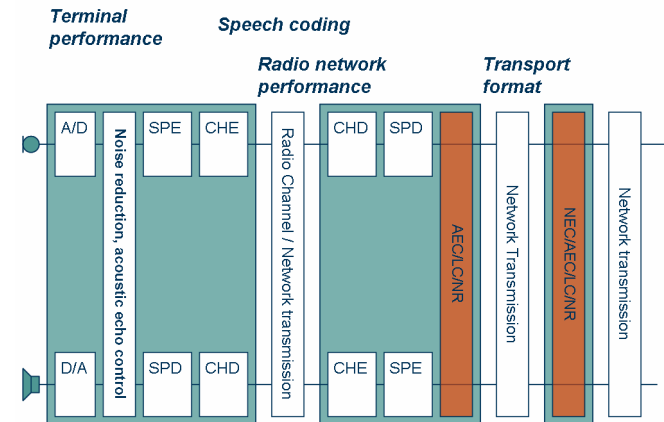 Terminal
performance
Speech coding
Radio network
performance
Transport
format
A/D
Noise reduction, acoustic echo control
SPE
CHE
Radio Channel / Network transmission
CHD
SPD
AEC/LC/NR
Network Transmission
NEC/AEC/LC/NR
Network transmission
D/A
SPD
CHD
CHE
SPE